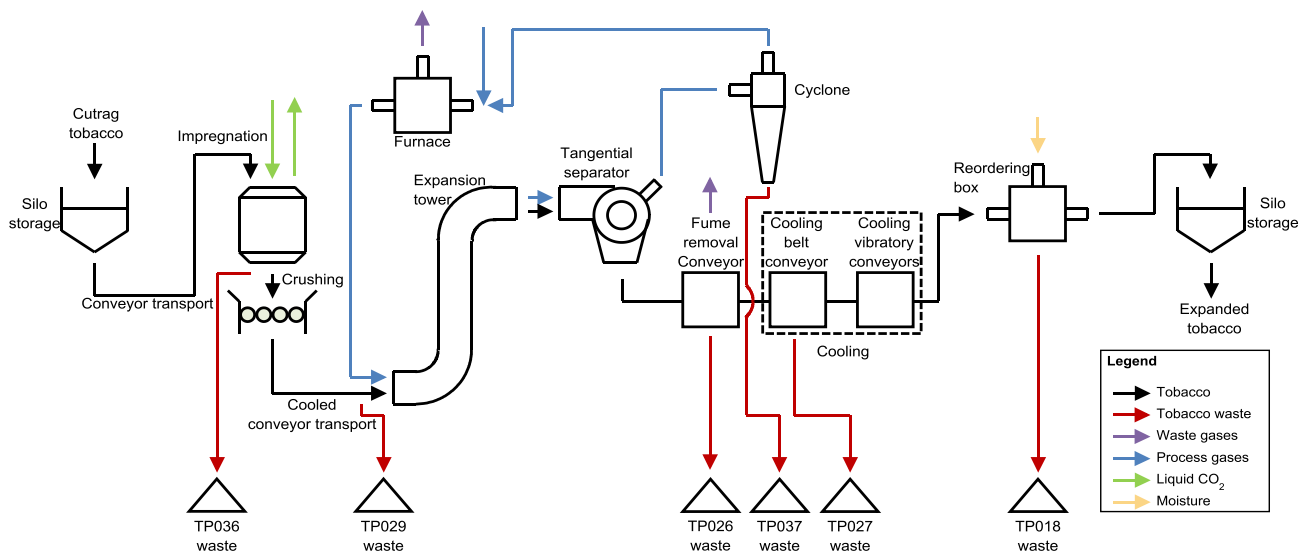 Cutrag
tobacco
Silo
storage
Conveyor transport
Impregnation
Crushing
Cooled
conveyor transport
Furnace
Expansion
tower
Tangential
separator
Cyclone
Fume
removal
Conveyor
Cooling
belt
conveyor
Cooling
vibratory
conveyors
Cooling
Reordering
box
Silo
storage
Expanded
tobacco
Legend
Tobacco
Tobacco waste
Waste gases
Process gases
Liquid CO2
Moisture
TP036
waste
TP029
waste
TP026
waste
TP037
waste
TP027
waste
TP018
waste